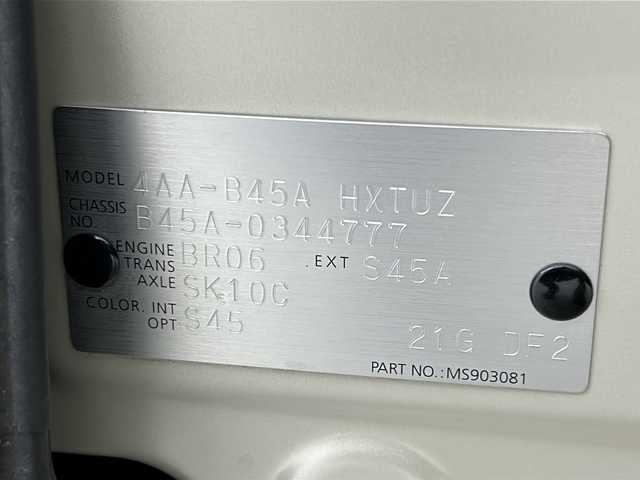 MODEL 4AA-B45A HXTUZ
CHASSIS NO. B45A-0344777
ENGINE BR06
TRANS AXLE SK10C .EXT S45A
COLOR. INT OPT S45
21G DF2
PART NO.:MS903081